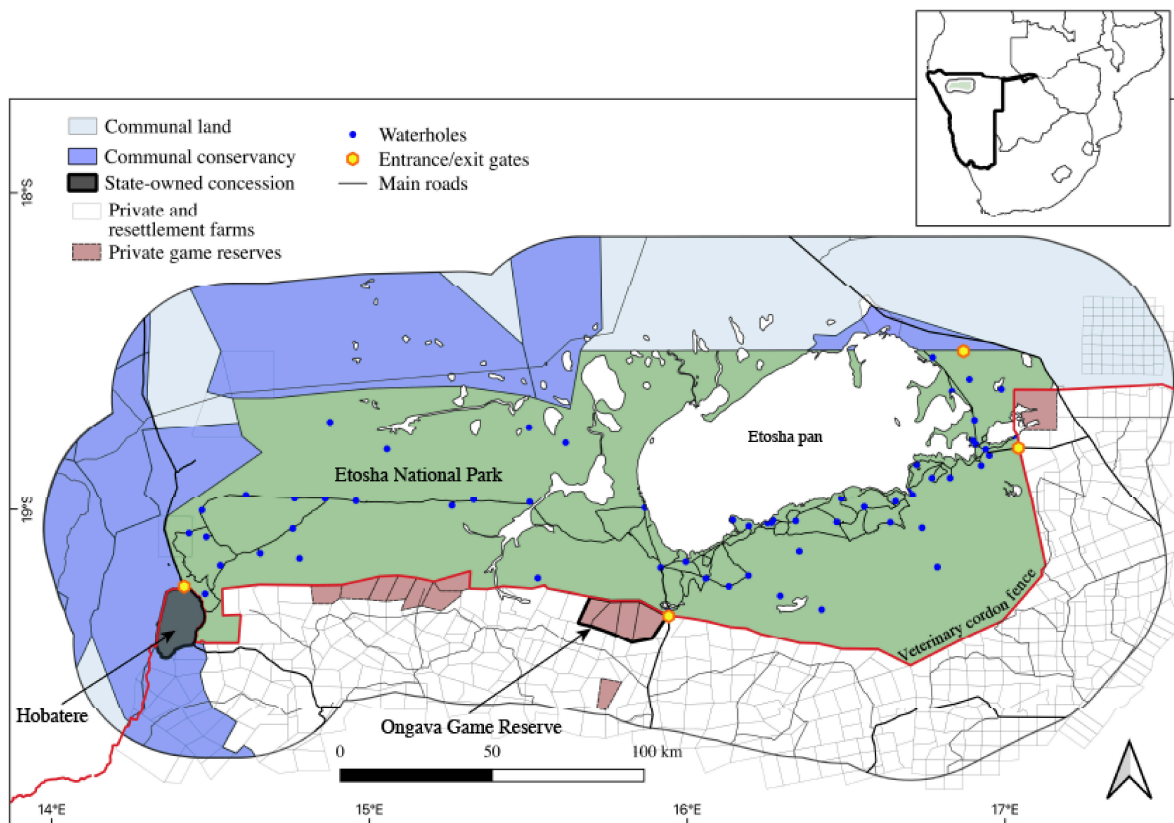 Communal land
Communal conservancy
State-owned concession
Private and
resettlement farms
Private game reserves
Waterholes
Entrance/exit gates
Main roads
18°S
Etosha pan
Etosha National Park
19°S
Veterinary cordon fence
Hobatere
Ongava Game Reserve
0 50 100 km
14°E 15°E 16°E 17°E